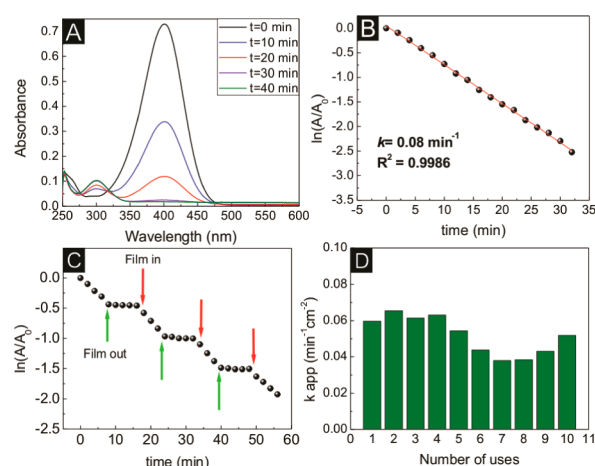 A
t=0 min
t=10 min
t=20 min
t=30 min
t=40 min
0.7
0.6
0.5
0.4
0.3
0.2
0.1
0.0
Absorbance
250 300 350 400 450 500 550 600
Wavelength (nm)
B
0.0
-0.5
-1.0
-1.5
-2.0
-2.5
-3.0
-3.5
ln(A/A0)
k= 0.08 min⁻¹
R² = 0.9986
-5 0 5 10 15 20 25 30 35
time (min)
C
Film in
Film out
0.0
-0.5
-1.0
-1.5
-2.0
-2.5
ln(A/A₀)
0 10 20 30 40 50 60
time (min)
D
0.10
0.08
0.06
0.04
0.02
0.00
k app (min⁻¹cm⁻²)
0 1 2 3 4 5 6 7 8 9 10 11
Number of uses